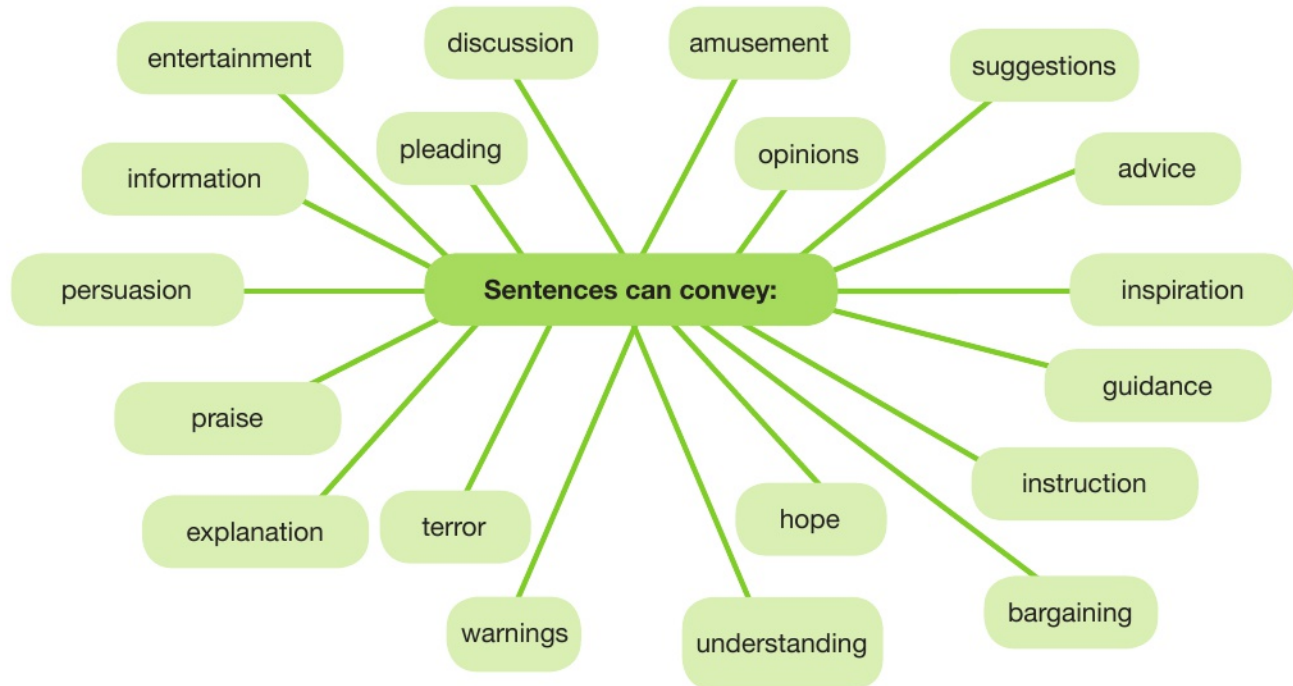 discussion
amusement
entertainment
suggestions
pleading
opinions
information
advice
Sentences can convey:
persuasion
inspiration
guidance
praise
instruction
explanation
terror
hope
bargaining
warnings
understanding